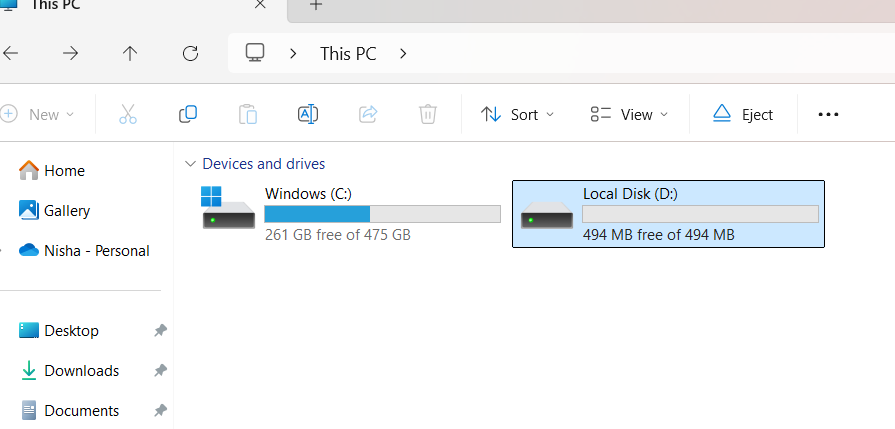 This PC
This PC
New
Sort
View
Eject
Home
Gallery
Nisha - Personal
Desktop
Downloads
Documents
Devices and drives
Windows (C:)
261 GB free of 475 GB
Local Disk (D:)
494 MB free of 494 MB